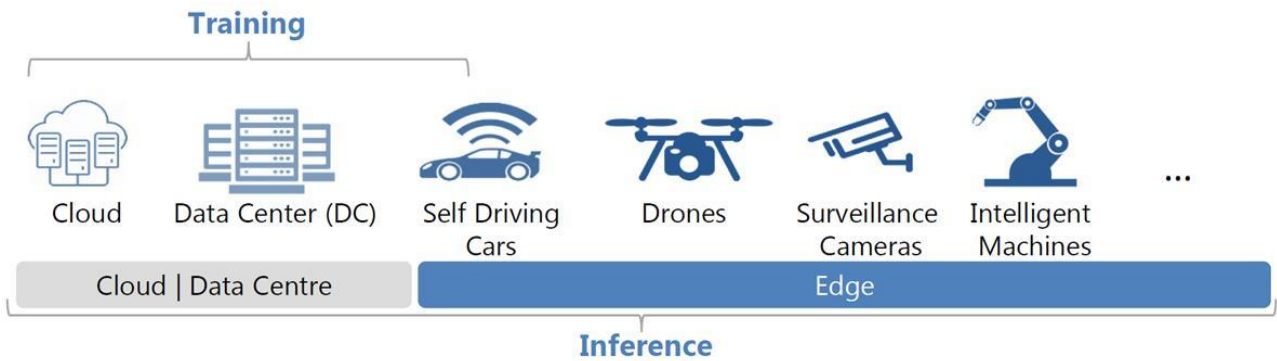 Training
Cloud
Data Center (DC)
Self Driving
Cars
Drones
Surveillance
Cameras
Intelligent
Machines
...
Cloud | Data Centre
Edge
Inference